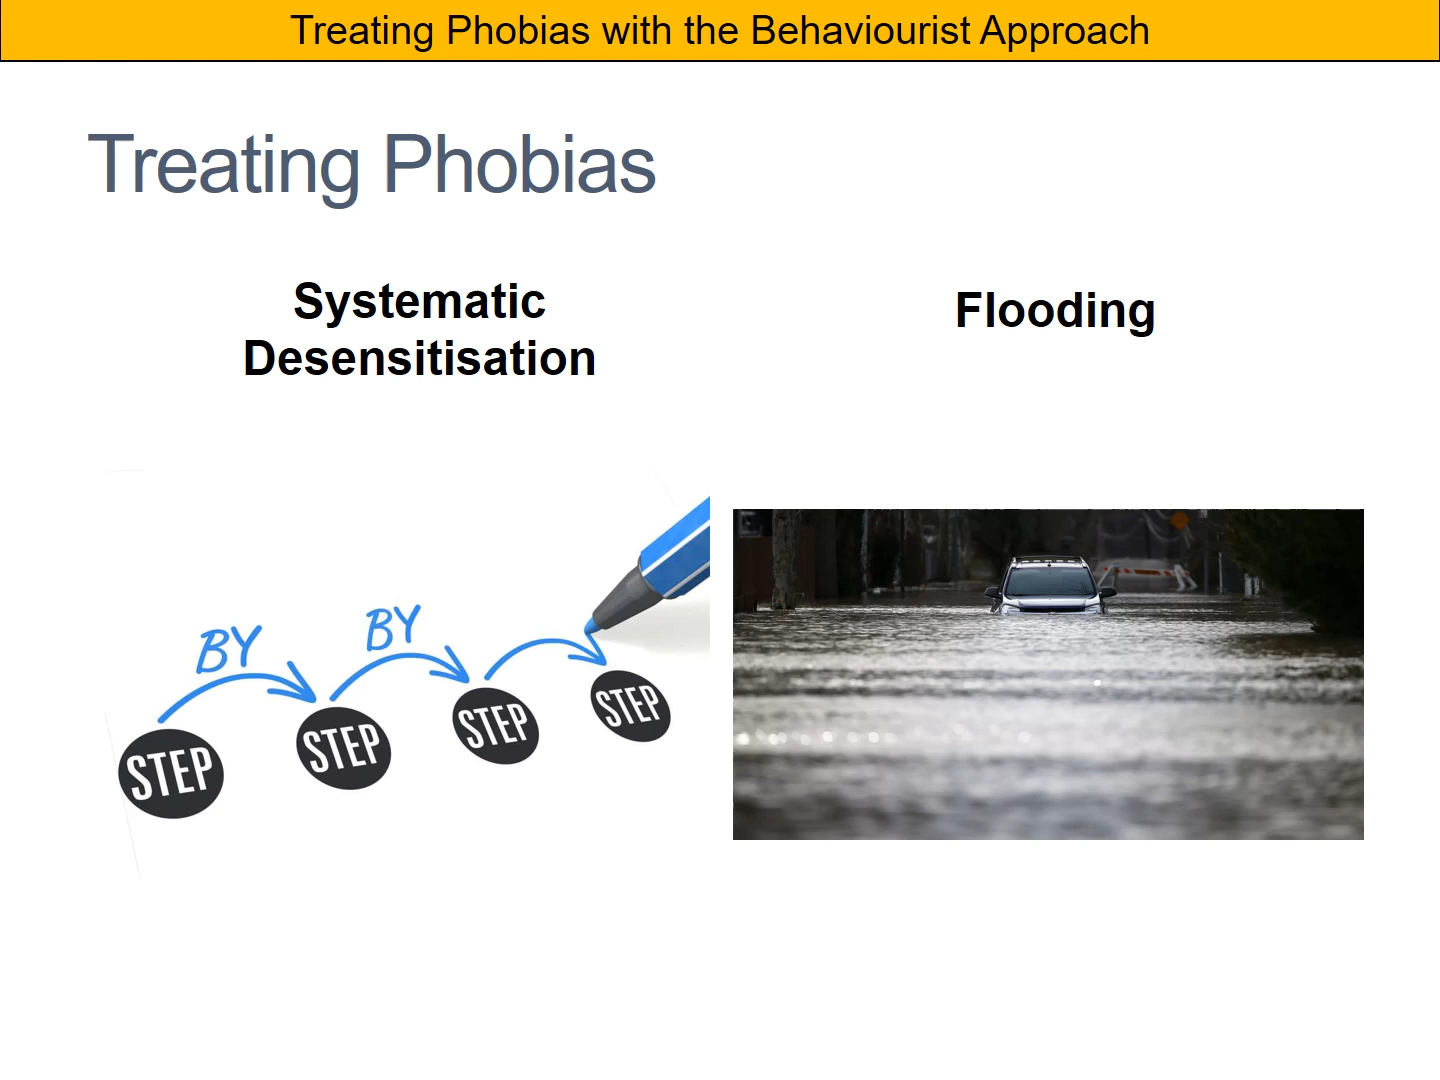 Treating Phobias with the Behaviourist Approach
Treating Phobias
Systematic
Desensitisation
Flooding
BY
BY
STEP
STEP
STEP
STEP